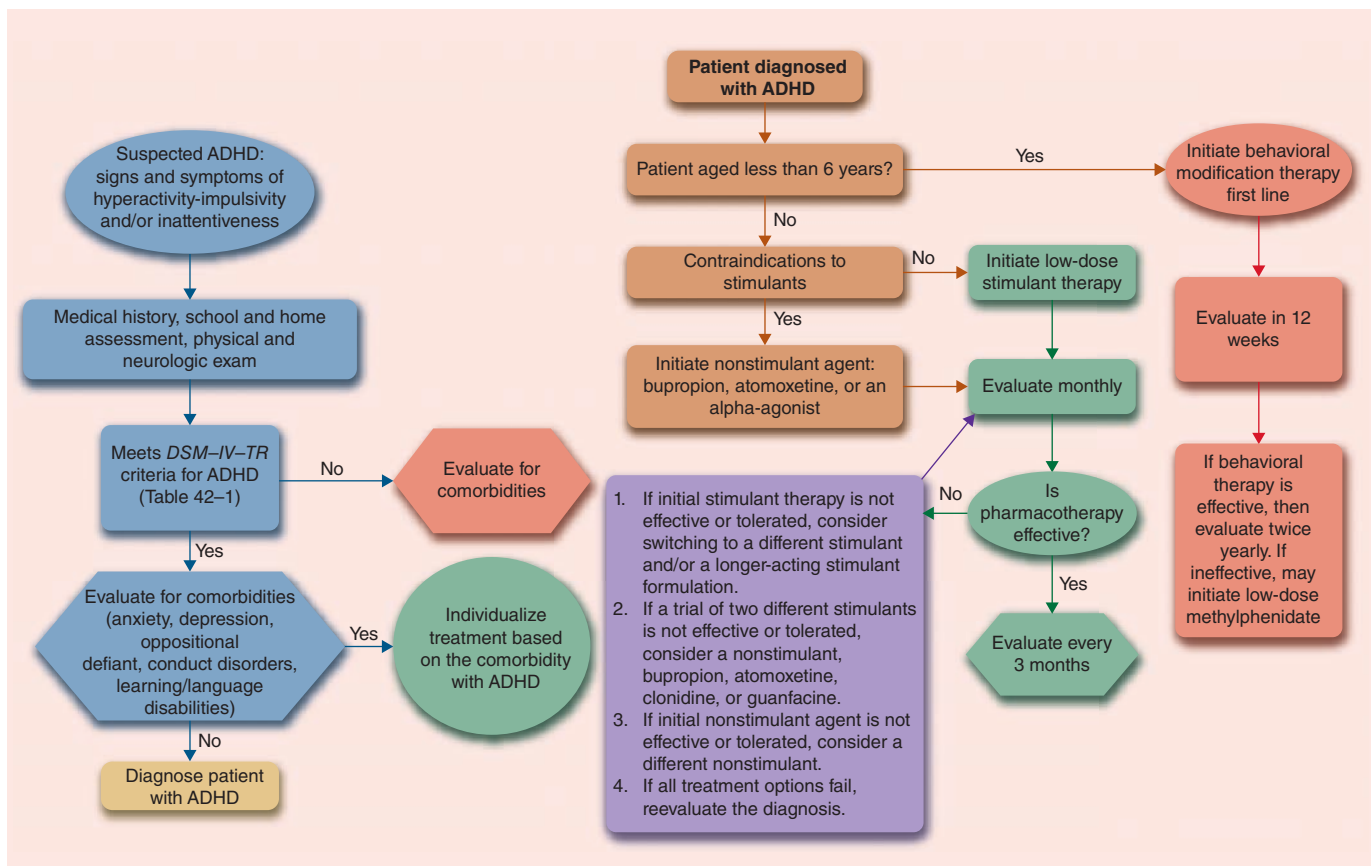 Suspected ADHD:
signs and symptoms of
hyperactivity-impulsivity
and/or inattentiveness
Medical history, school and home
assessment, physical and
neurologic exam
Meets DSM–IV–TR
criteria for ADHD
(Table 42–1)
No
Evaluate for
comorbidities
Yes
Evaluate for comorbidities
(anxiety, depression,
oppositional
defiant, conduct disorders,
learning/language
disabilities)
Yes
Individualize
treatment based
on the comorbidity
with ADHD
No
Diagnose patient
with ADHD
Patient diagnosed
with ADHD
Patient aged less than 6 years?
Yes
Initiate behavioral
modification therapy
first line
No
Contraindications to
stimulants
No
Initiate low-dose
stimulant therapy
Yes
Initiate nonstimulant agent:
bupropion, atomoxetine, or an
alpha-agonist
Evaluate monthly
Evaluate in 12
weeks
Is
pharmacotherapy
effective?
No
1. If initial stimulant therapy is not
effective or tolerated, consider
switching to a different stimulant
and/or a longer-acting stimulant
formulation.
2. If a trial of two different stimulants
is not effective or tolerated,
consider a nonstimulant,
bupropion, atomoxetine,
clonidine, or guanfacine.
3. If initial nonstimulant agent is not
effective or tolerated, consider a
different nonstimulant.
4. If all treatment options fail,
reevaluate the diagnosis.
Yes
Evaluate every
3 months
If behavioral
therapy is
effective, then
evaluate twice
yearly. If
ineffective, may
initiate low-dose
methylphenidate